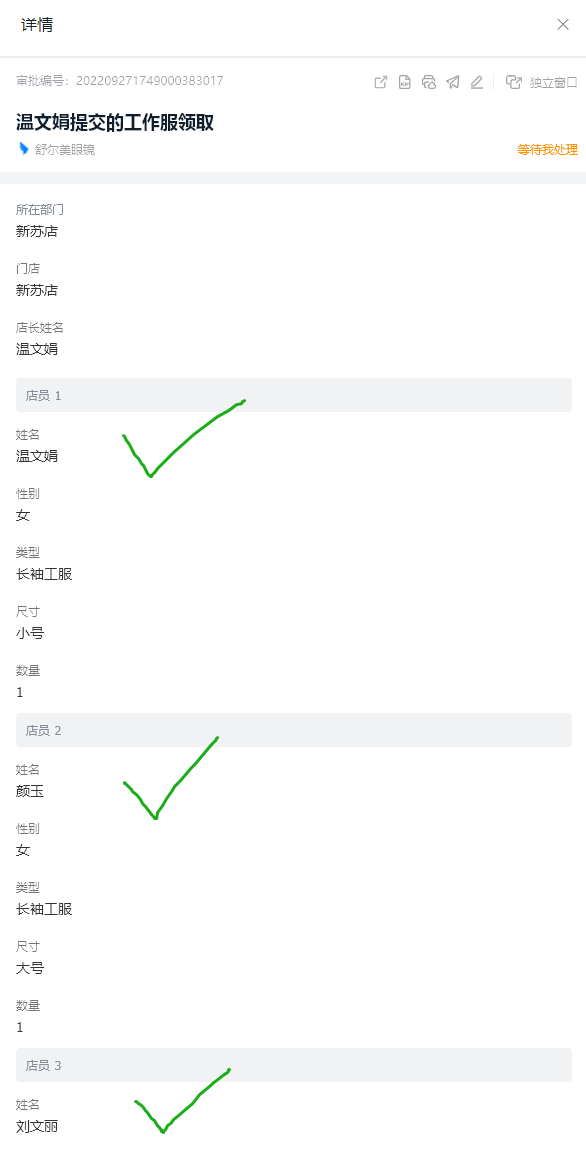 详情
审批编号: 202209271749000383017
独立窗口
温文娟提交的工作服领取
舒尔美眼镜
等待我处理
所在部门
新苏店
门店
新苏店
店长姓名
温文娟
店员 1
姓名
温文娟
性别
女
类型
长袖工服
尺寸
小号
数量
1
店员 2
姓名
颜玉
性别
女
类型
长袖工服
尺寸
大号
数量
1
店员 3
姓名
刘文丽